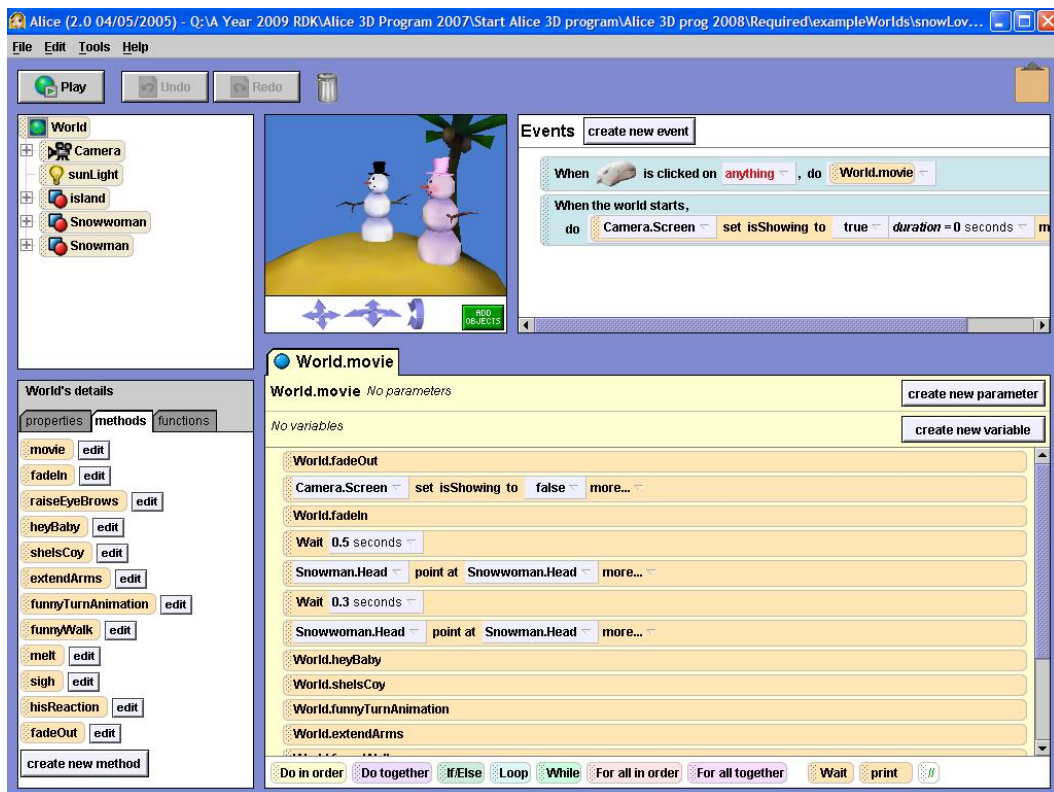 Alice (2.0 04/05/2005) - Q:\A Year 2009 RDK\Alice 3D Program 2007\Start Alice 3D program\Alice 3D prog 2008\Required\exampleWorlds\snowLov...
File Edit Tools Help
Play Undo Redo
World
Camera
sunLight
island
Snowwoman
Snowman
ADD
OBJECTS
Events create new event
When is clicked on anything , do World.movie
When the world starts,
do Camera.Screen set isShowing to true duration = 0 seconds m
World's details
properties methods functions
movie edit
fadeIn edit
raiseEyeBrows edit
heyBaby edit
sheIsCoy edit
extendArms edit
funnyTurnAnimation edit
funnyWalk edit
melt edit
sigh edit
hisReaction edit
fadeOut edit
create new method
World.movie
World.movie No parameters create new parameter
No variables create new variable
World.fadeOut
Camera.Screen set isShowing to false more...
World.fadeIn
Wait 0.5 seconds
Snowman.Head point at Snowwoman.Head more...
Wait 0.3 seconds
Snowwoman.Head point at Snowman.Head more...
World.heyBaby
World.sheIsCoy
World.funnyTurnAnimation
World.extendArms
Do in order Do together If/Else Loop While For all in order For all together Wait print //